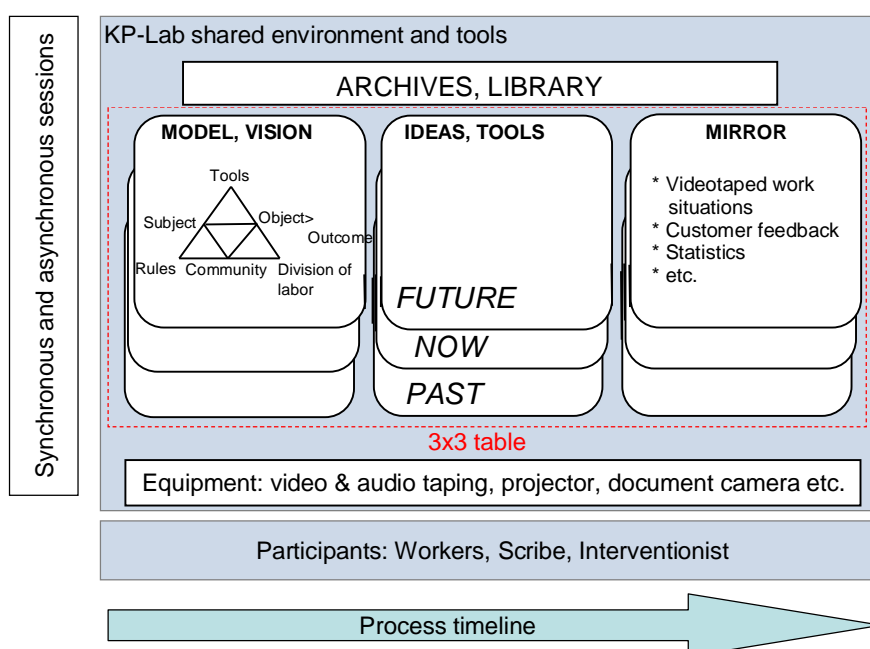 Synchronous and asynchronous sessions
KP-Lab shared environment and tools
ARCHIVES, LIBRARY
MODEL, VISION
Tools
Subject
Object>
Outcome
Rules
Community
Division of
labor
IDEAS, TOOLS
FUTURE
NOW
PAST
MIRROR
* Videotaped work
situations
* Customer feedback
* Statistics
* etc.
3x3 table
Equipment: video & audio taping, projector, document camera etc.
Participants: Workers, Scribe, Interventionist
Process timeline